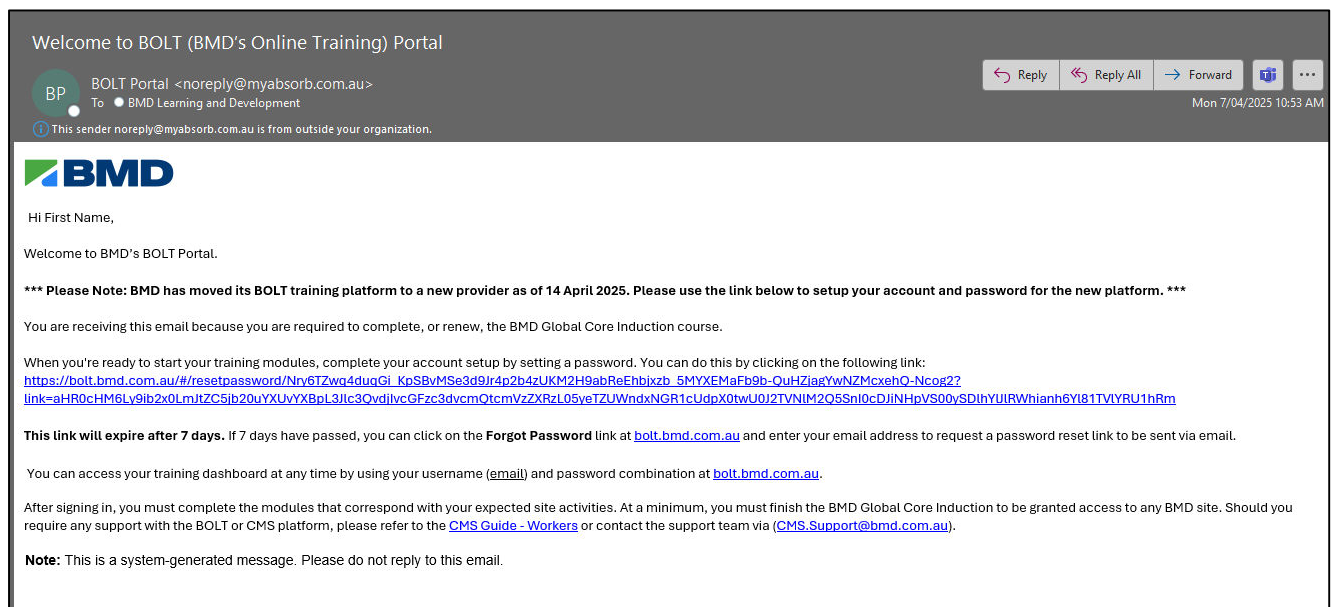 Welcome to BOLT (BMD's Online Training) Portal
BP
BOLT Portal <noreply@myabsorb.com.au>
To BMD Learning and Development
Reply
Reply All
Forward
Mon 7/04/2025 10:53 AM
This sender noreply@myabsorb.com.au is from outside your organization.
BMD
Hi First Name,
Welcome to BMD's BOLT Portal.
*** Please Note: BMD has moved its BOLT training platform to a new provider as of 14 April 2025. Please use the link below to setup your account and password for the new platform. ***
You are receiving this email because you are required to complete, or renew, the BMD Global Core Induction course.
When you're ready to start your training modules, complete your account setup by setting a password. You can do this by clicking on the following link:
https://bolt.bmd.com.au/#/resetpassword/Nry6TZwq4duqGi_KpSBvMSe3d9Jr4p2b4zUKM2H9abReEhbjxzb_5MYXEMaFb9b-QuHZjagYwNZMcxehQ-Ncog2?
This link will expire after 7 days. If 7 days have passed, you can click on the Forgot Password link at bolt.bmd.com.au and enter your email address to request a password reset link to be sent via email.
You can access your training dashboard at any time by using your username (email) and password combination at bolt.bmd.com.au.
After signing in, you must complete the modules that correspond with your expected site activities. At a minimum, you must finish the BMD Global Core Induction to be granted access to any BMD site. Should you
require any support with the BOLT or CMS platform, please refer to the CMS Guide - Workers or contact the support team via (CMS.Support@bmd.com.au).
Note: This is a system-generated message. Please do not reply to this email.